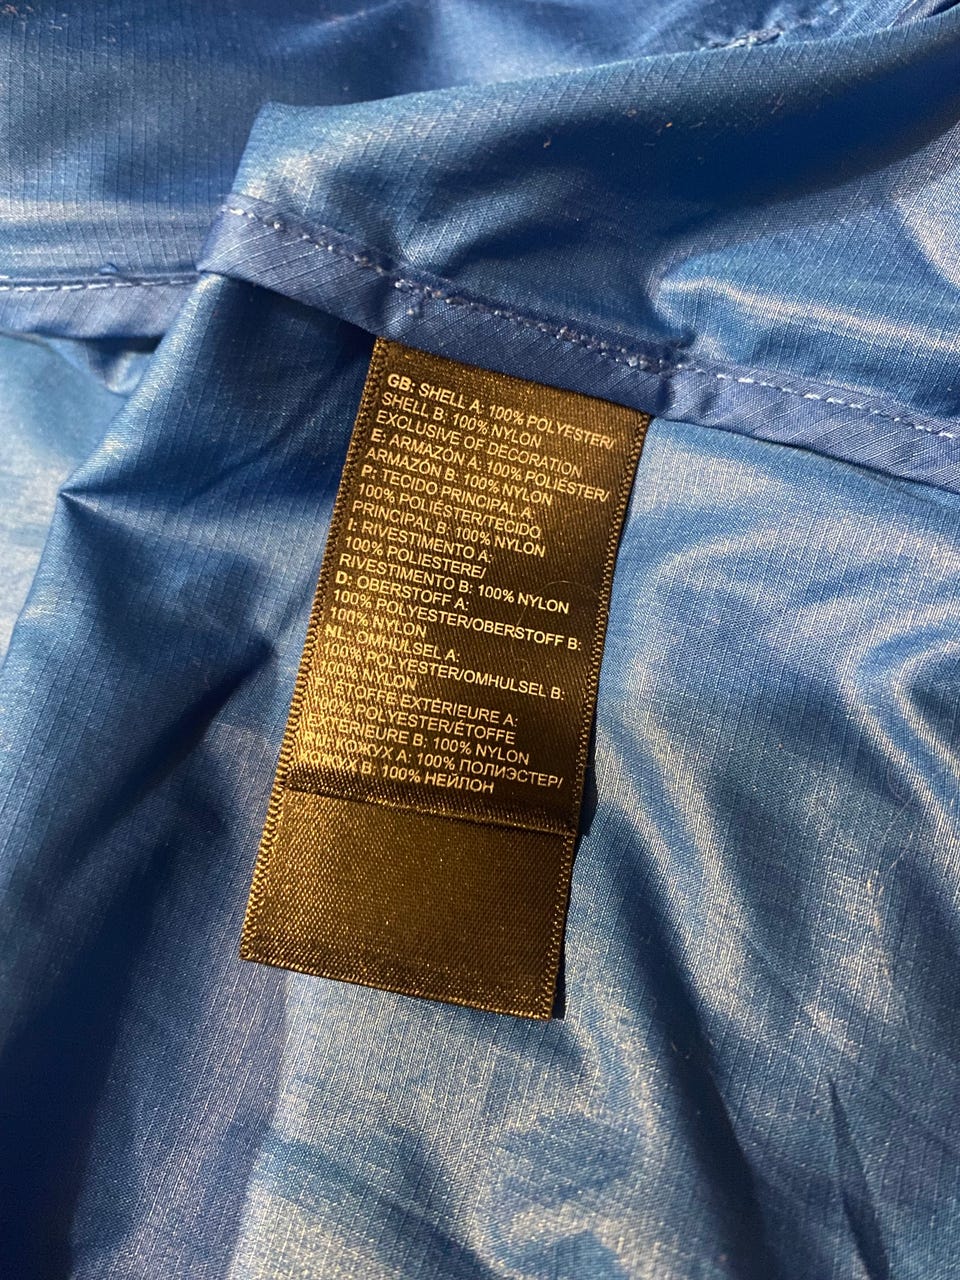 GB: SHELL A: 100% POLYESTER/
SHELL B: 100% NYLON
EXCLUSIVE OF DECORATION
E: ARMAZÓN A: 100% POLIÉSTER/
ARMAZÓN B: 100% NYLON
P: TECIDO PRINCIPAL A:
100% POLIÉSTER/TECIDO
PRINCIPAL B: 100% NYLON
I: RIVESTIMENTO A:
100% POLIESTERE/
RIVESTIMENTO B: 100% NYLON
D: OBERSTOFF A:
100% POLYESTER/OBERSTOFF B:
100% NYLON
NL: OMHULSEL A:
100% POLYESTER/OMHULSEL B:
100% NYLON
F: ÉTOFFE EXTÉRIEURE A:
100% POLYESTER/ÉTOFFE
EXTÉRIEURE B: 100% NYLON
КОЖУХ A: 100% ПОЛИЭСТЕР/
КОЖУХ B: 100% НЕЙЛОН